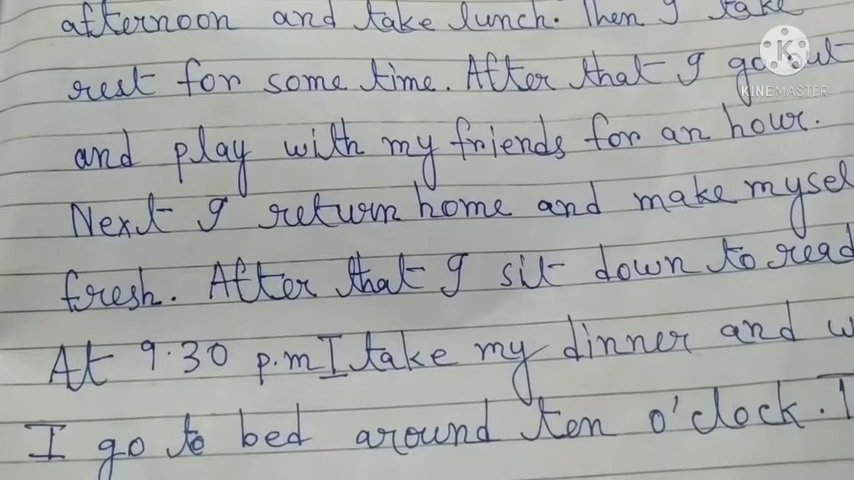 afternoon and take lunch. Then I take
rest for some time. After that I go out
K
KINEMASTER
and play with my friends for an hour.
Next I return home and make mysel
fresh. After that I sit down to read
At 9.30 p.m I take my dinner and w
I go to bed around ten o'clock. T